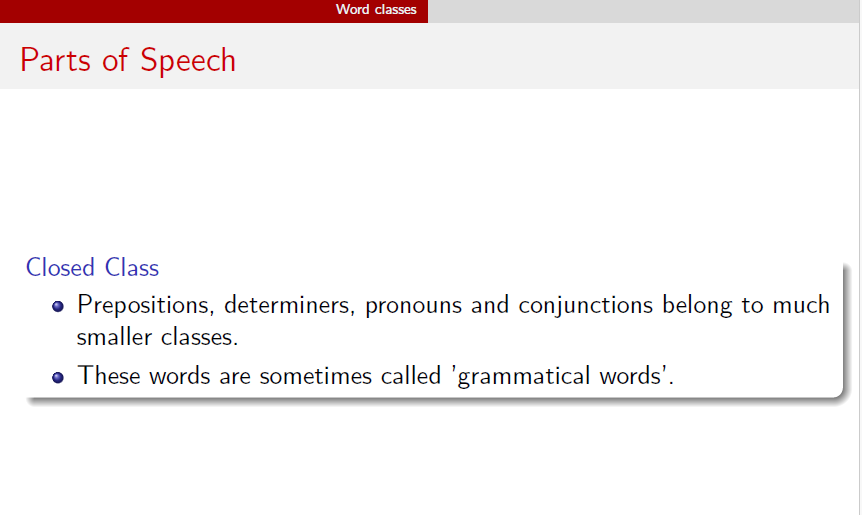 Word classes
Parts of Speech
Closed Class
Prepositions, determiners, pronouns and conjunctions belong to much
smaller classes.
These words are sometimes called ’grammatical words’.